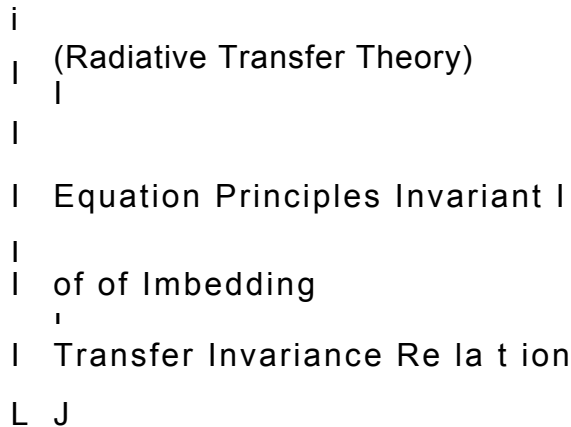 i
I (Radiative Transfer Theory)
I
I
I Equation Principles Invariant I
I
I of of Imbedding
I Transfer Invariance Re la t ion
L J